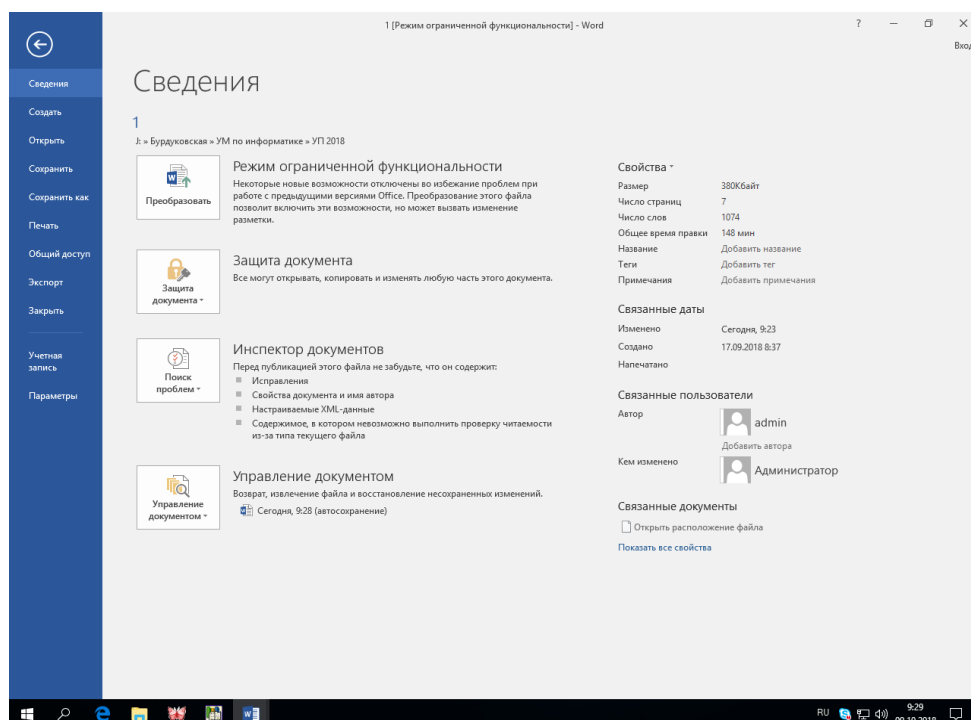 1 [Режим ограниченной функциональности] - Word
?
Вход
Сведения
Создать
Открыть
Сохранить
Сохранить как
Печать
Общий доступ
Экспорт
Закрыть
Учетная
запись
Параметры
Сведения
1
J: » Бурдуковская » УМ по информатике » УП 2018
Преобразовать
Режим ограниченной функциональности
Некоторые новые возможности отключены во избежание проблем при
работе с предыдущими версиями Office. Преобразование этого файла
позволит включить эти возможности, но может вызвать изменение
разметки.
Защита
документа
Защита документа
Все могут открывать, копировать и изменять любую часть этого документа.
Поиск
проблем
Инспектор документов
Перед публикацией этого файла не забудьте, что он содержит:
Исправления
Свойства документа и имя автора
Настраиваемые XML-данные
Содержимое, в котором невозможно выполнить проверку читаемости
из-за типа текущего файла
Управление
документом
Управление документом
Возврат, извлечение файла и восстановление несохраненных изменений.
Сегодня, 9:28 (автосохранение)
Свойства
Размер 380Кбайт
Число страниц 7
Число слов 1074
Общее время правки 148 мин
Название Добавить название
Теги Добавить тег
Примечания Добавить примечания
Связанные даты
Изменено Сегодня, 9:23
Создано 17.09.2018 8:37
Напечатано
Связанные пользователи
Автор admin
Добавить автора
Кем изменено Администратор
Связанные документы
Открыть расположение файла
Показать все свойства
RU 9:29
09.10.2018